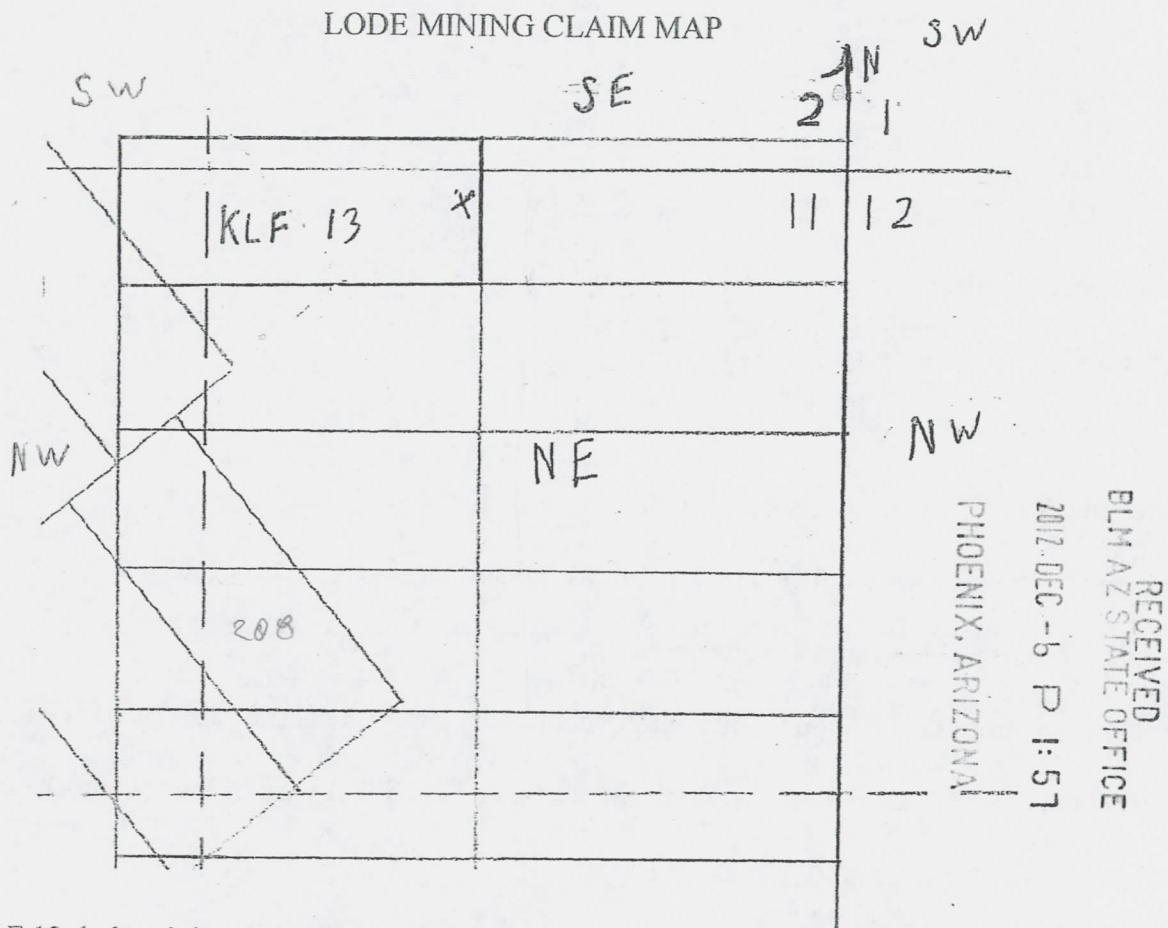 LODE MINING CLAIM MAP
SW
N
SW
SE
2 1
KLF 13
X
11 12
NW
NE
NW
208
RECEIVED
BLM AZ STATE OFFICE
2012 DEC -6 P 1:57
PHOENIX, ARIZONA